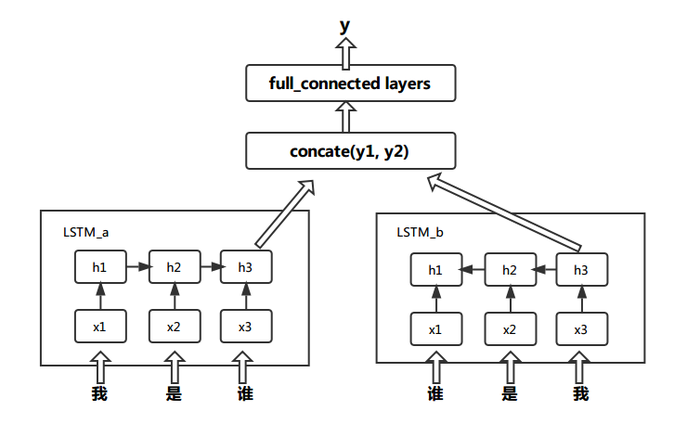 y
full_connected layers
concate(y1, y2)
LSTM_a
h1 h2 h3
x1 x2 x3
我 是 谁
LSTM_b
h1 h2 h3
x1 x2 x3
谁 是 我